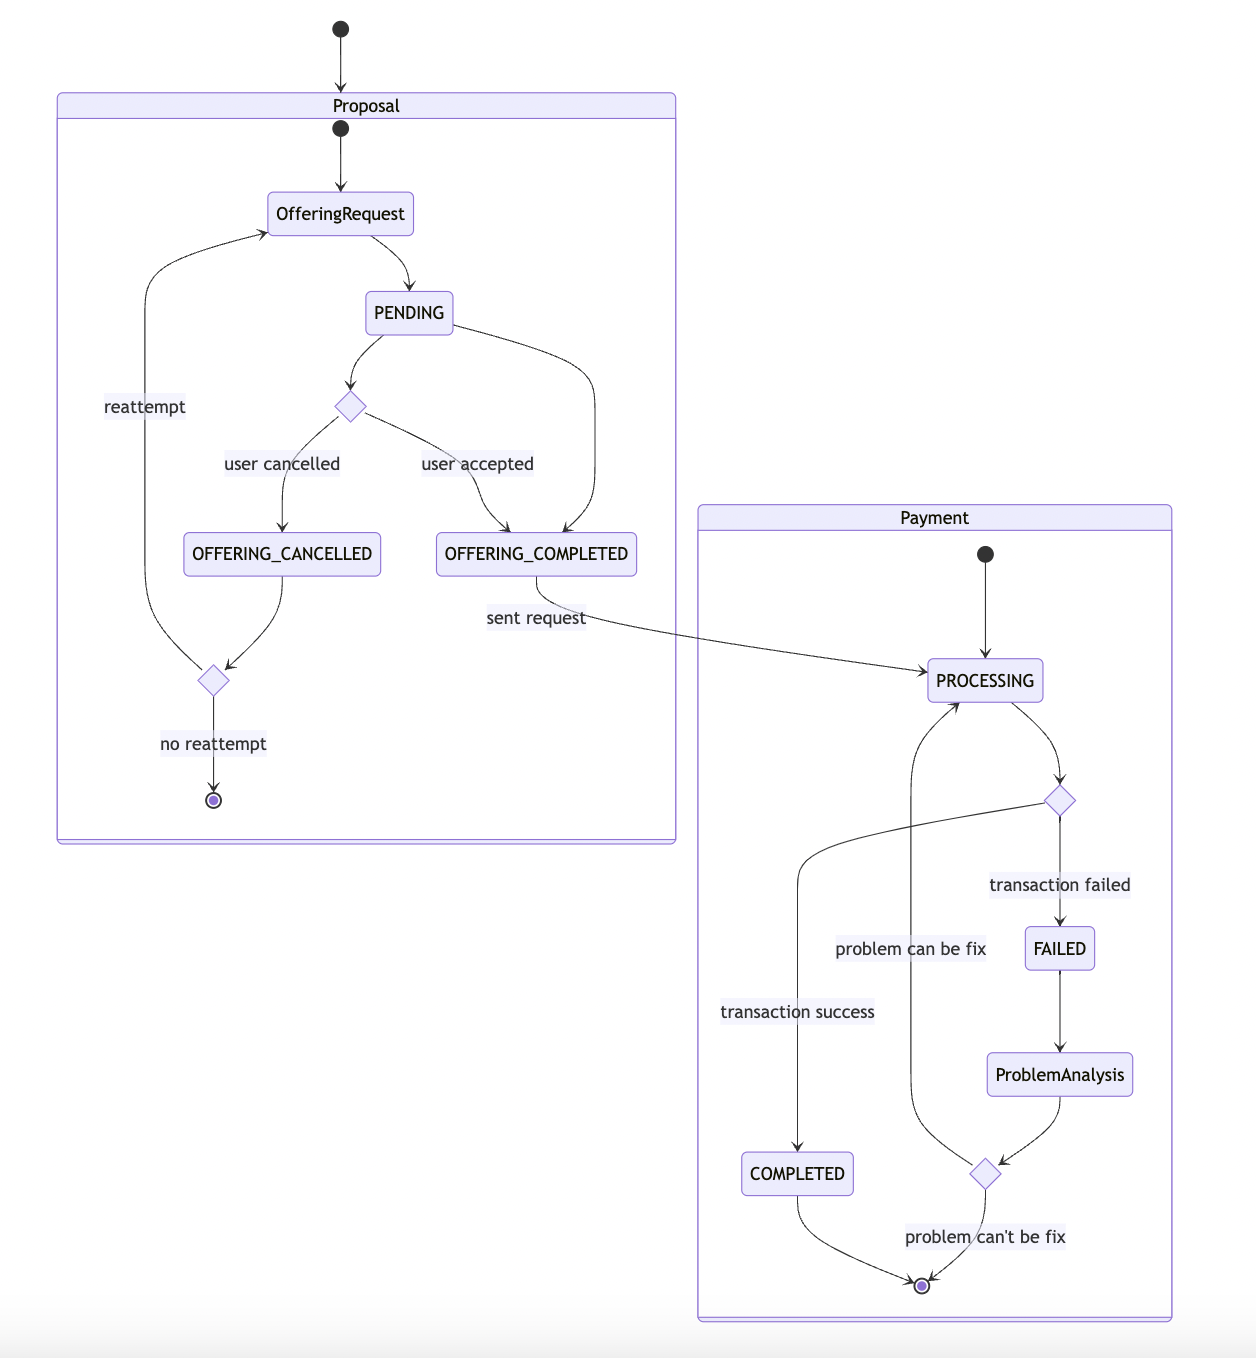 Proposal
OfferingRequest
PENDING
reattempt
user cancelled
user accepted
OFFERING_CANCELLED
OFFERING_COMPLETED
sent request
no reattempt
Payment
PROCESSING
transaction failed
FAILED
problem can be fix
transaction success
ProblemAnalysis
COMPLETED
problem can't be fix